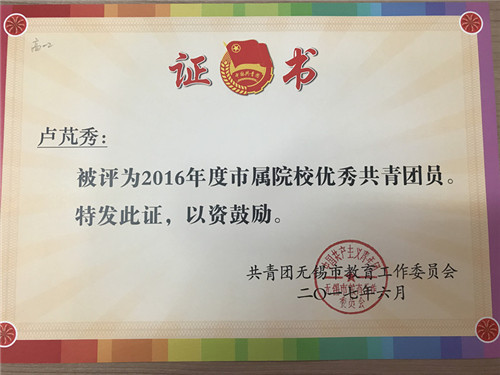 证书
卢芃秀：
被评为2016年度市属院校优秀共青团员。
特发此证，以资鼓励。
共青团无锡市教育工作委员会
二〇一七年六月